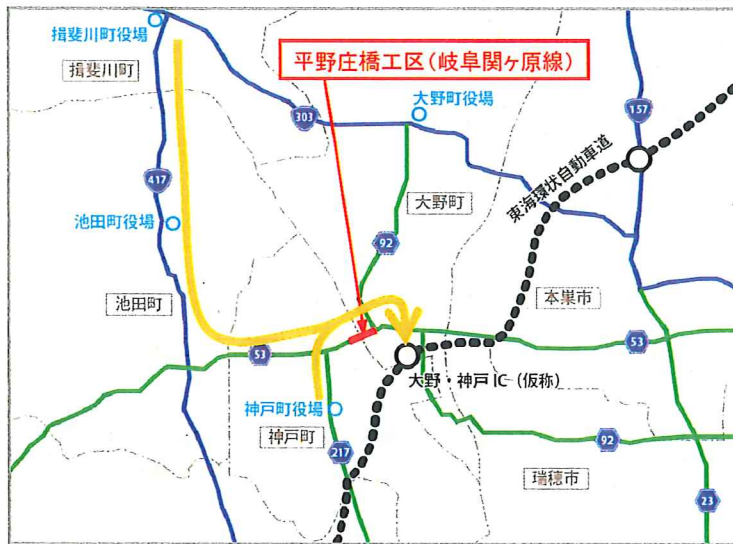 揖斐川町役場
平野庄橋工区(岐阜関ヶ原線)
揖斐川町
大野町役場
303
157
東海環状自動車道
417
大野町
池田町役場
92
池田町
本巣市
53
53
大野・神戸IC(仮称)
神戸町役場
神戸町
92
217
瑞穂市
23